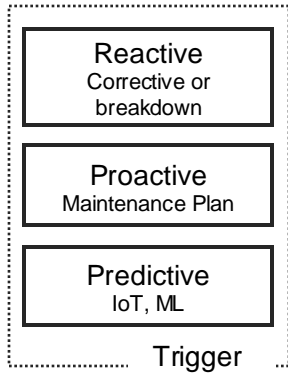 Reactive
Corrective or
breakdown
Proactive
Maintenance Plan
Predictive
IoT, ML
Trigger